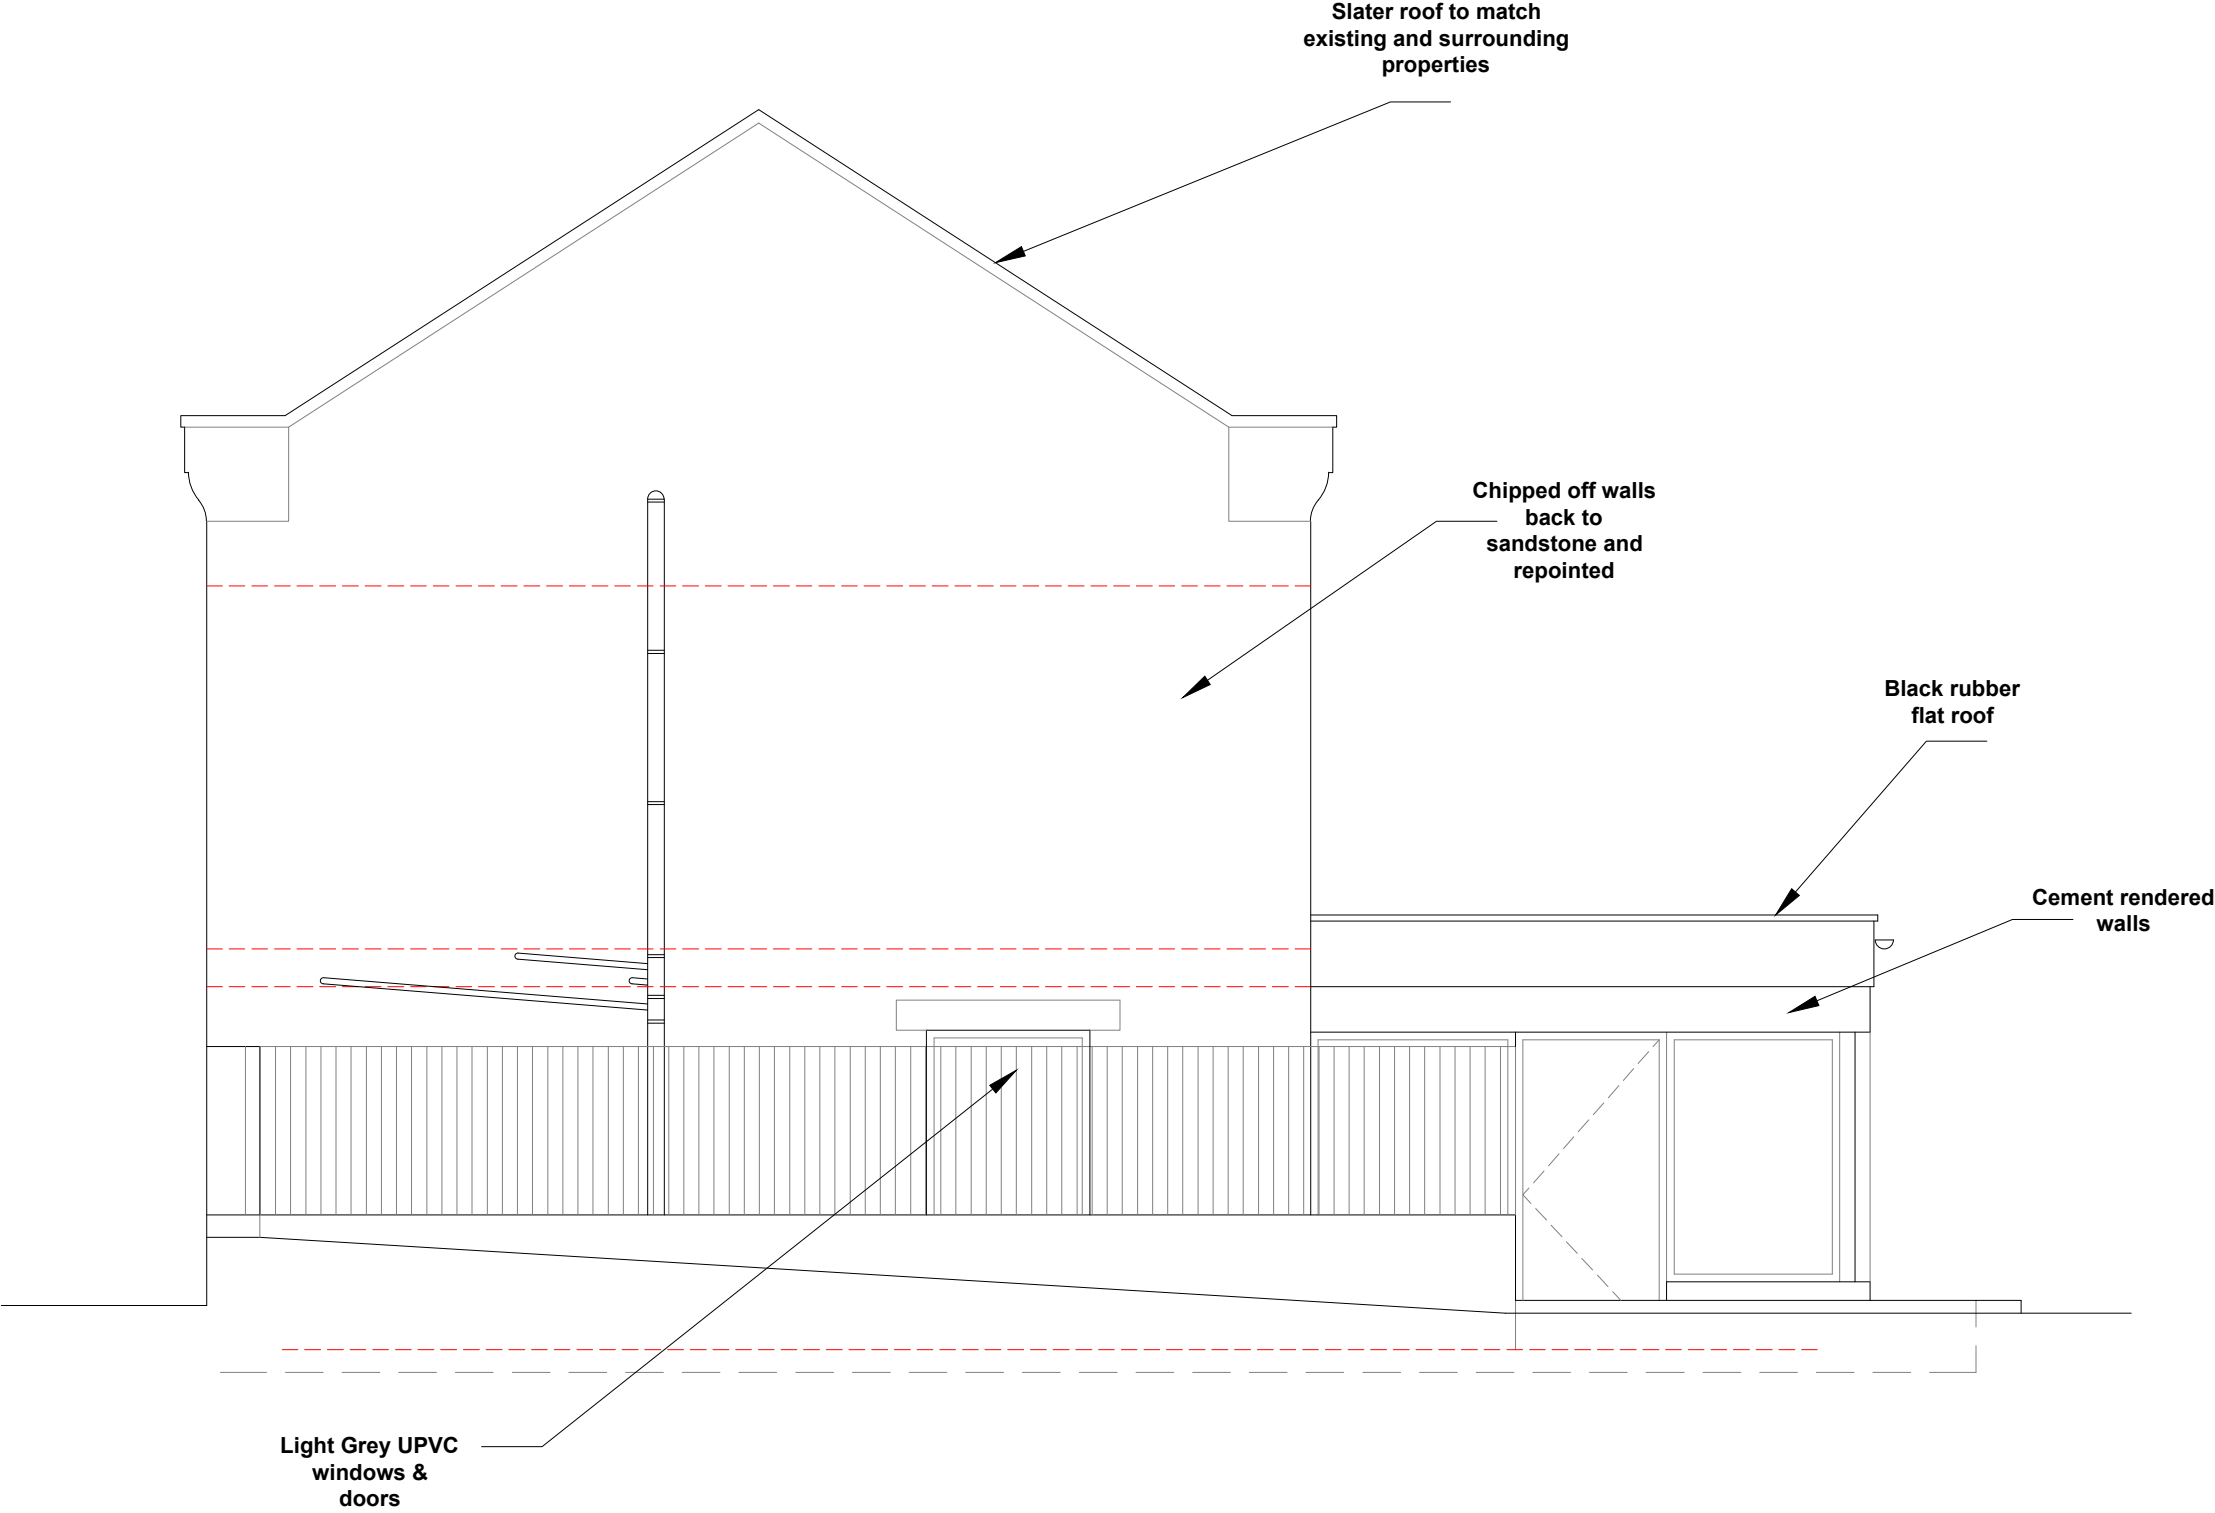 Slater roof to match
existing and surrounding
properties
Chipped off walls
back to
sandstone and
repointed
Black rubber
flat roof
Cement rendered
walls
Light Grey UPVC
windows &
doors